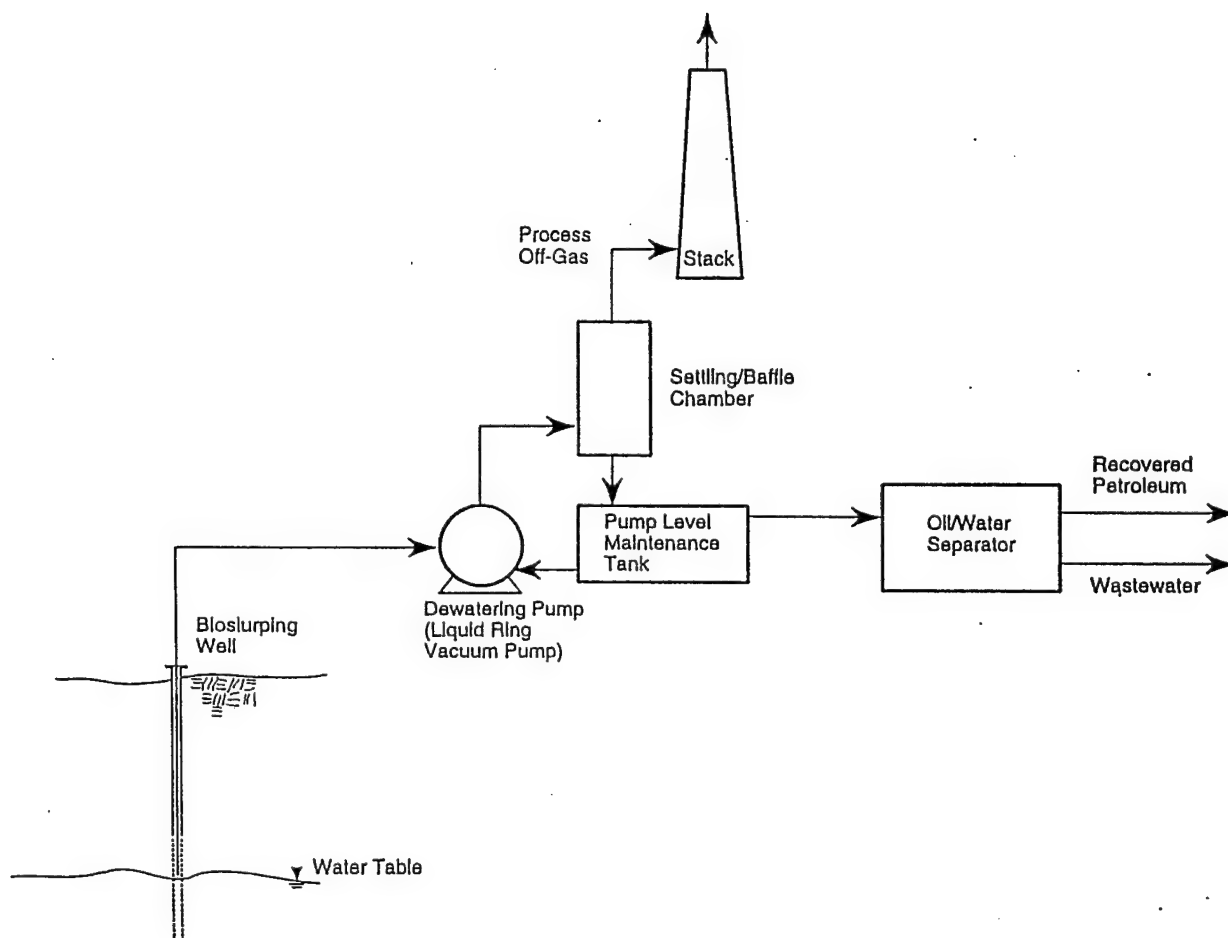 Process
Off-Gas
Stack
Settling/Baffle
Chamber
Recovered
Petroleum
Pump Level
Maintenance
Tank
Oil/Water
Separator
Wastewater
Dewatering Pump
(Liquid Ring
Vacuum Pump)
Bioslurping
Well
Water Table